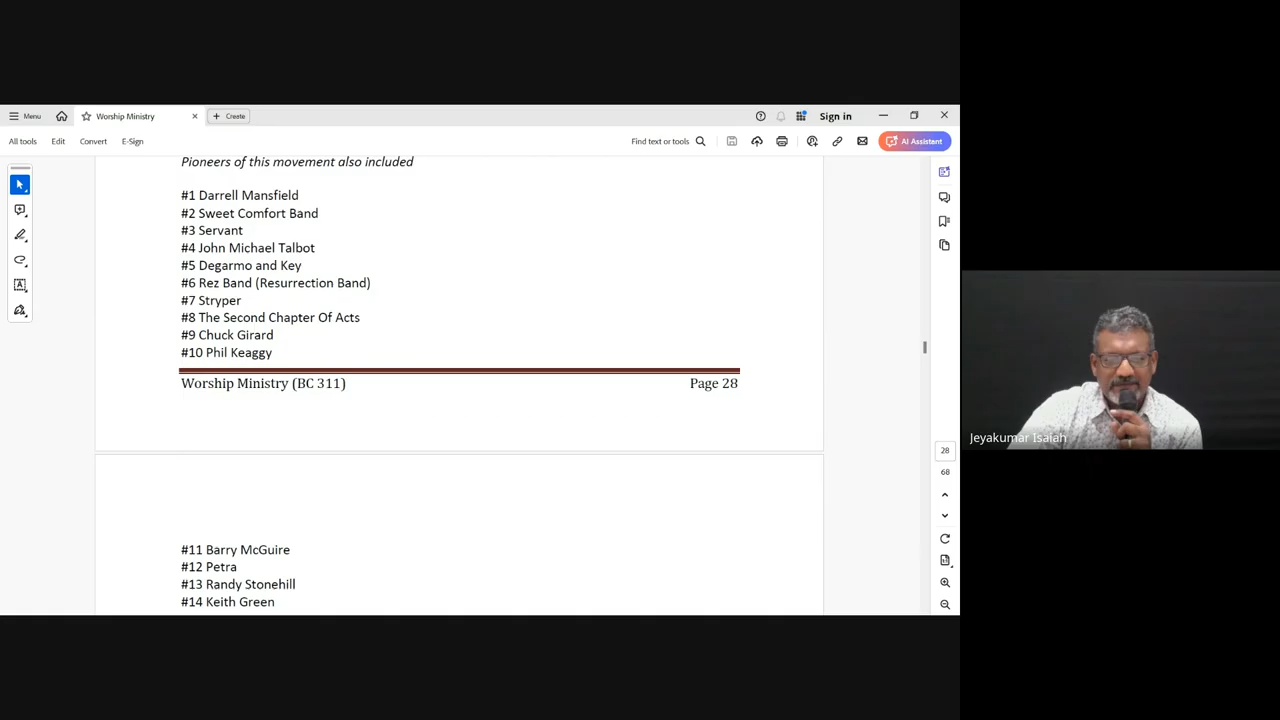 Menu
Worship Ministry
Create
Sign in
All tools
Edit
Convert
E-Sign
Find text or tools
AI Assistant
Pioneers of this movement also included
#1 Darrell Mansfield
#2 Sweet Comfort Band
#3 Servant
#4 John Michael Talbot
#5 Degarmo and Key
#6 Rez Band (Resurrection Band)
#7 Stryper
#8 The Second Chapter Of Acts
#9 Chuck Girard
#10 Phil Keaggy
Worship Ministry (BC 311) Page 28
#11 Barry McGuire
#12 Petra
#13 Randy Stonehill
#14 Keith Green
28
68
Jeyakumar Isaiah